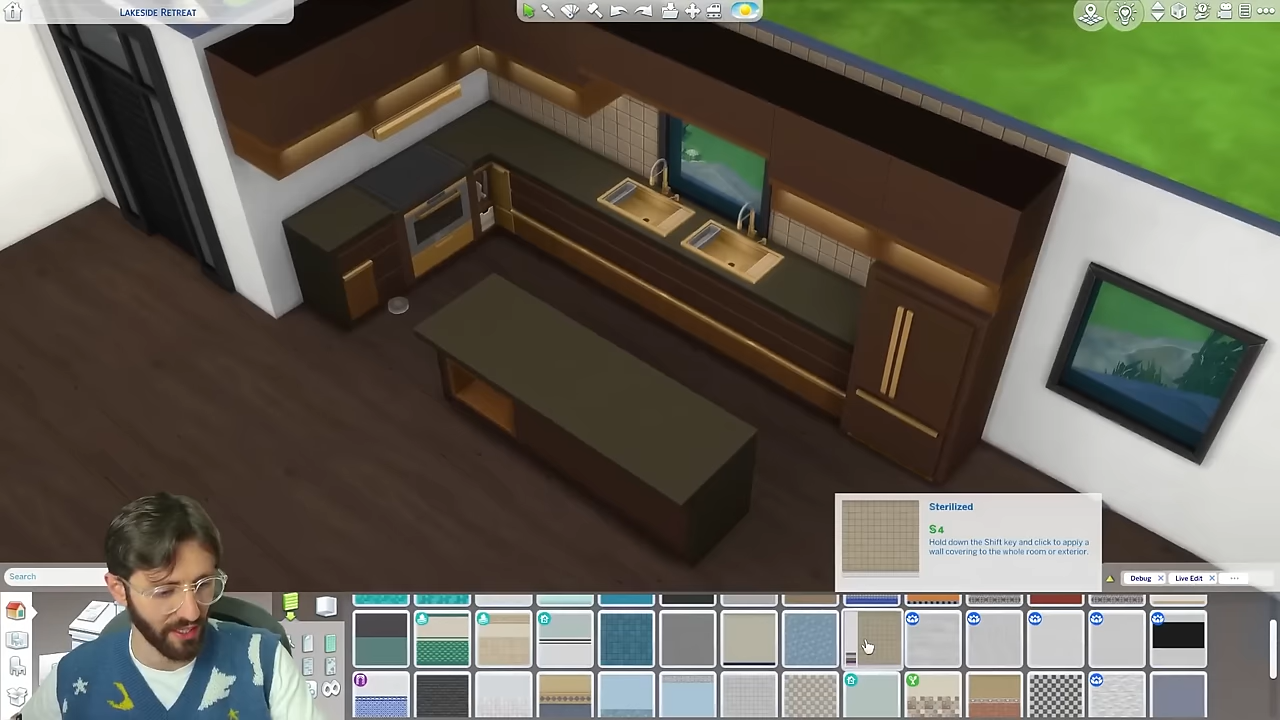 LAKESIDE RETREAT
Sterilized
§4
Hold down the Shift key and click to apply a
wall covering to the whole room or exterior.
Search
Debug
Live Edit